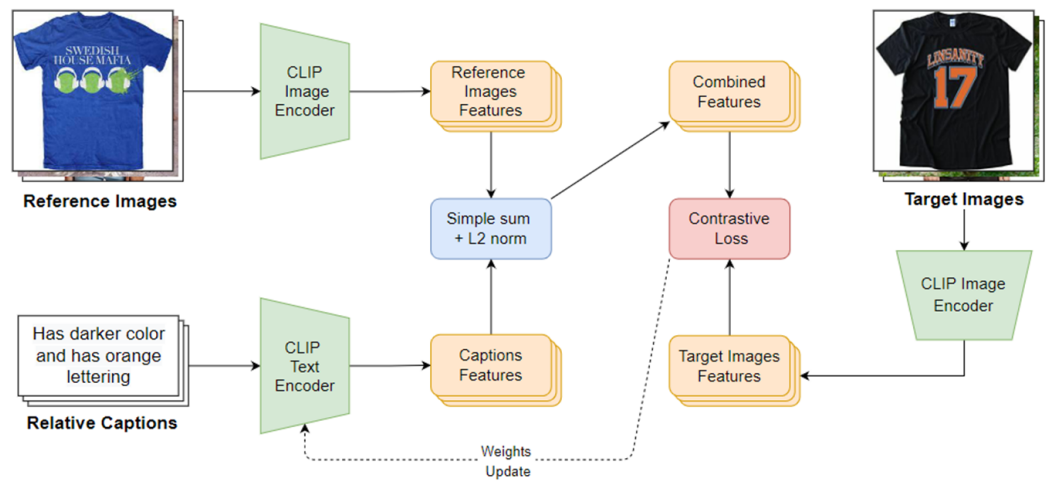 SWEDISH
HOUSE MAFIA
Reference Images
CLIP
Image
Encoder
Reference
Images
Features
Combined
Features
LINSANITY
17
Target Images
Simple sum
+ L2 norm
Contrastive
Loss
CLIP Image
Encoder
Has darker color
and has orange
lettering
Relative Captions
CLIP
Text
Encoder
Captions
Features
Target Images
Features
Weights
Update